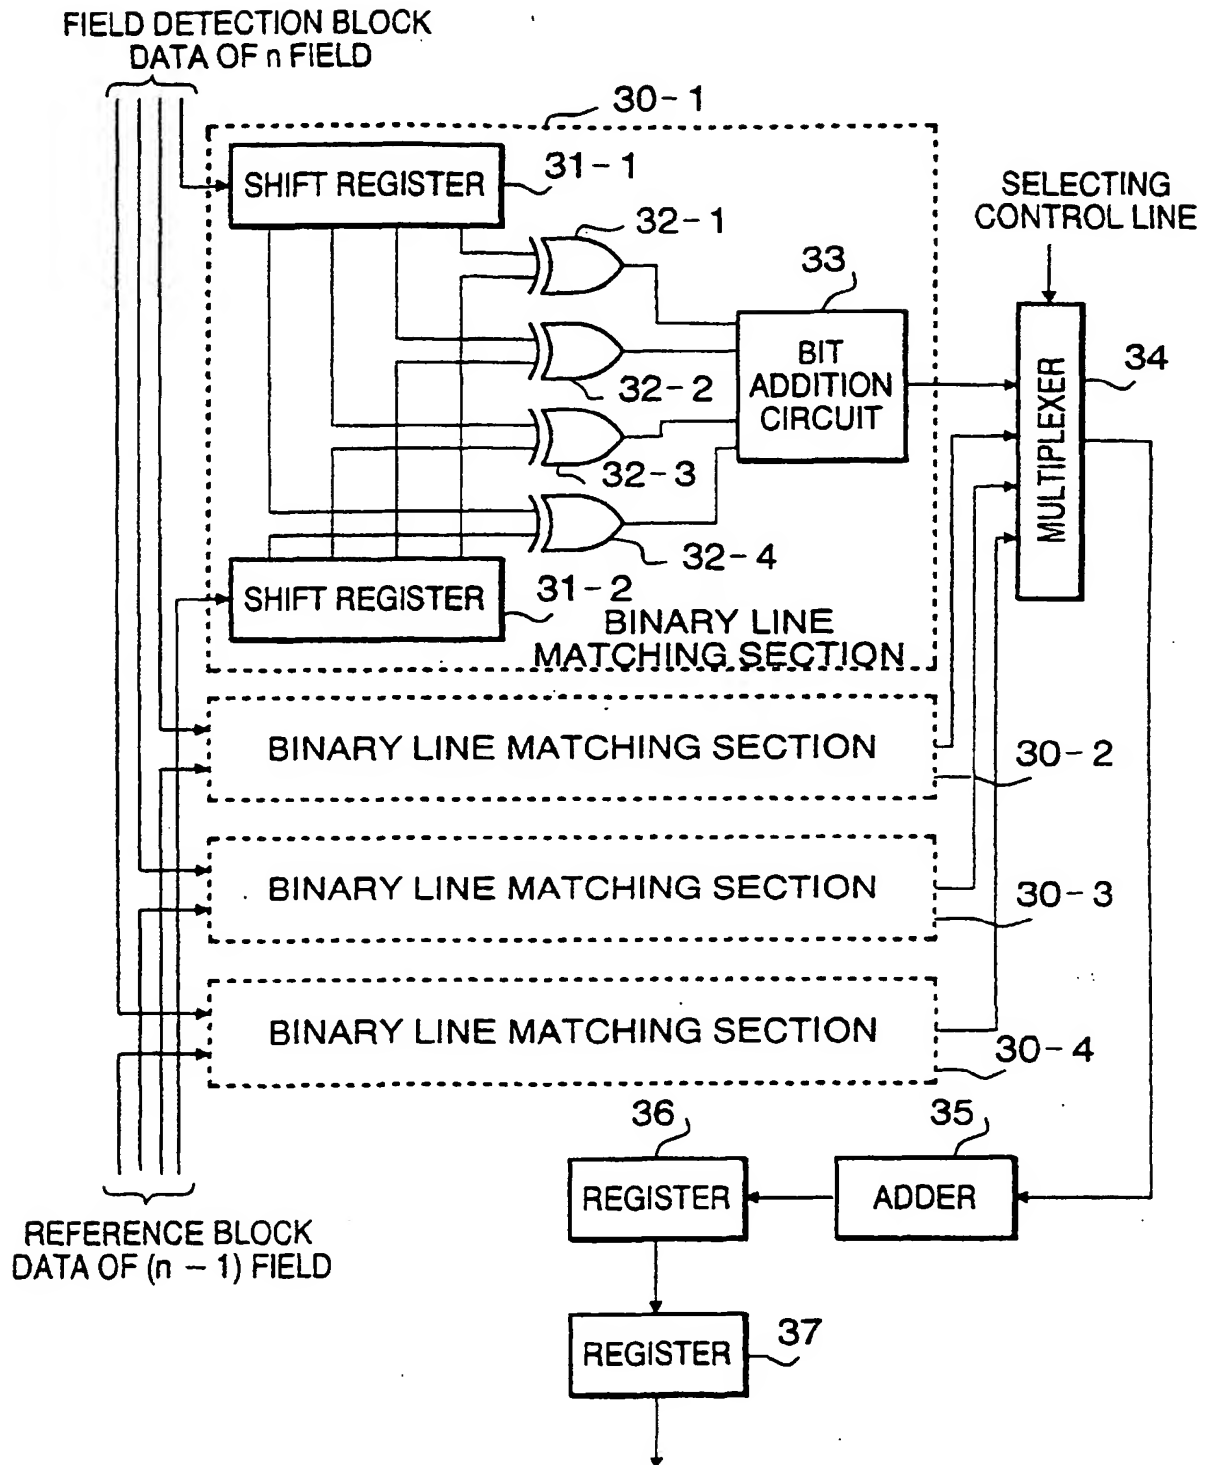 FIELD DETECTION BLOCK
DATA OF n FIELD
30-1
SHIFT REGISTER
31-1
32-1
SELECTING
CONTROL LINE
33
BIT
ADDITION
CIRCUIT
32-2
MULTIPLEXER
34
32-3
32-4
SHIFT REGISTER
31-2
BINARY LINE
MATCHING SECTION
BINARY LINE MATCHING SECTION
30-2
BINARY LINE MATCHING SECTION
30-3
BINARY LINE MATCHING SECTION
30-4
36
35
REGISTER
ADDER
REFERENCE BLOCK
DATA OF (n - 1) FIELD
REGISTER
37